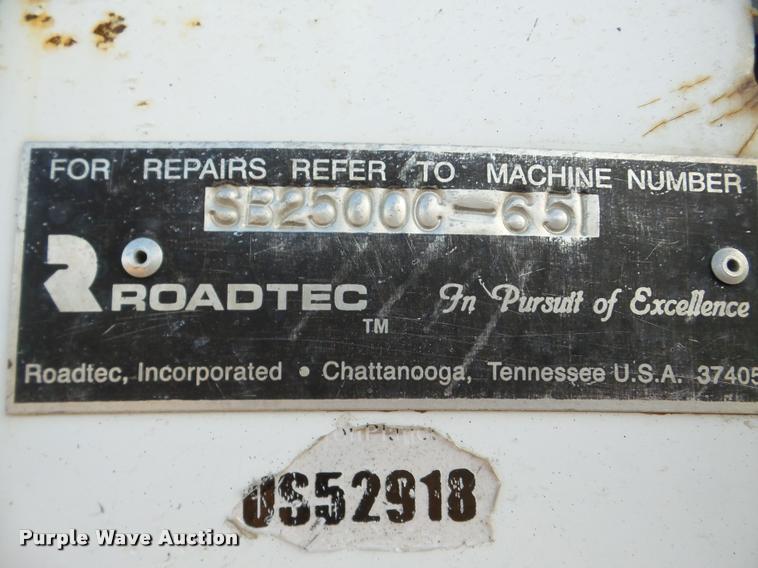 FOR REPAIRS REFER TO MACHINE NUMBER
SB2500C-651
ROADTEC
TM
In Pursuit of Excellence
Roadtec, Incorporated • Chattanooga, Tennessee U.S.A. 37405
US52918
Purple Wave Auction